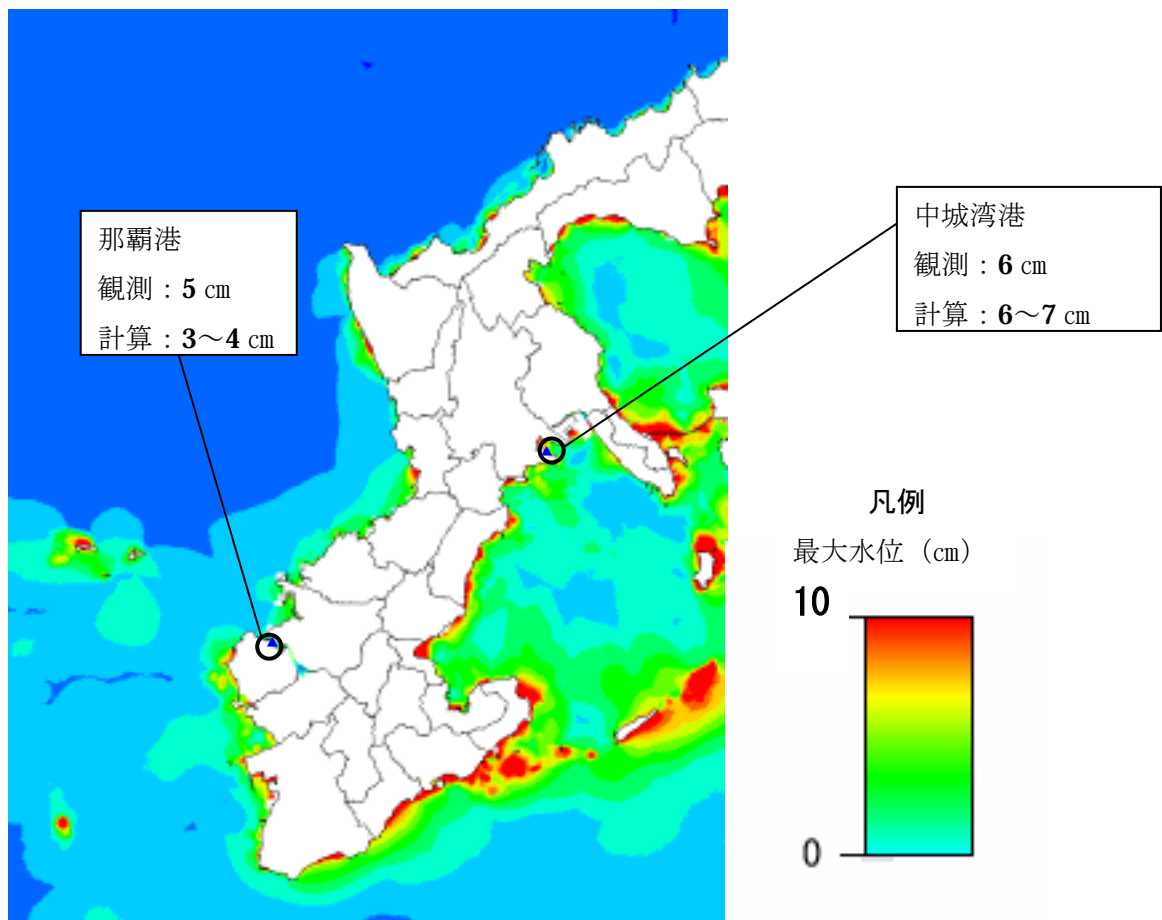 那覇港
観測：5 cm
計算：3～4 cm
中城湾港
観測：6 cm
計算：6～7 cm
凡例
最大水位（cm）
10
0